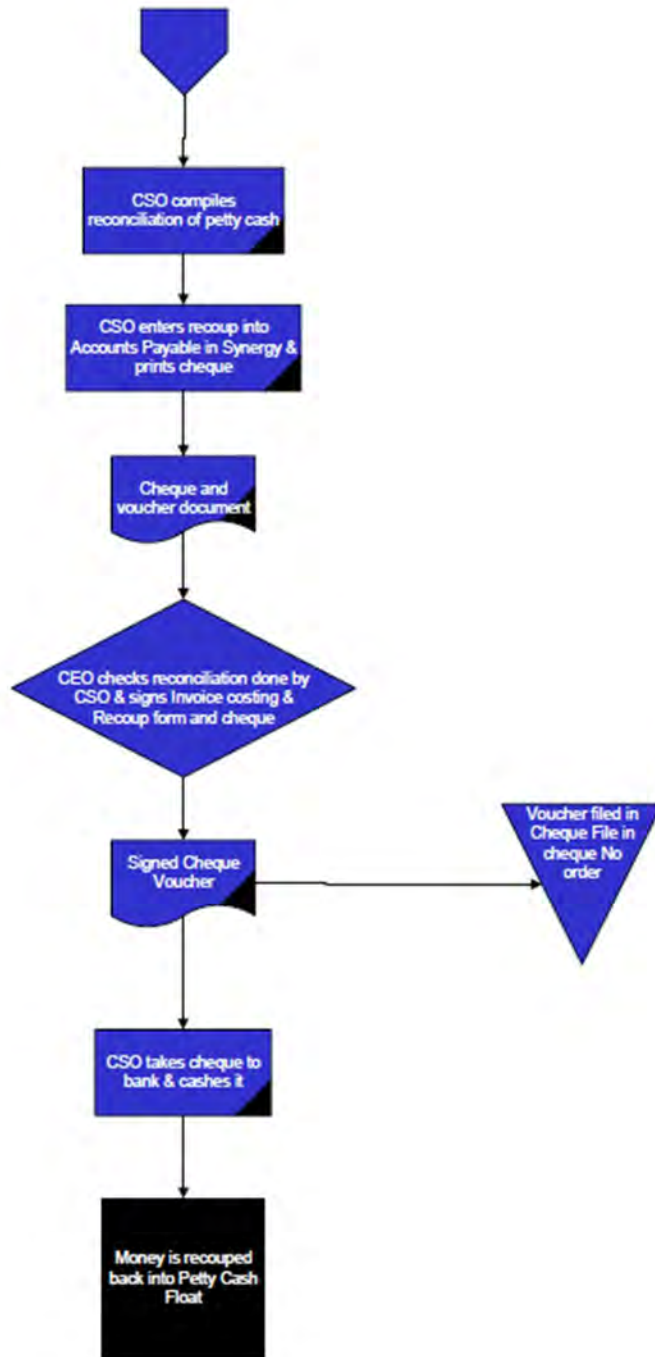 CSO compiles
reconciliation of petty cash
CSO enters recoup into
Accounts Payable in Synergy &
prints cheque
Cheque and
voucher document
CEO checks reconciliation done by
CSO & signs Invoice costing &
Recoup form and cheque
Signed Cheque
Voucher
Voucher filed in
Cheque File in
cheque No
order
CSO takes cheque to
bank & cashes it
Money is recouped
back into Petty Cash
Float